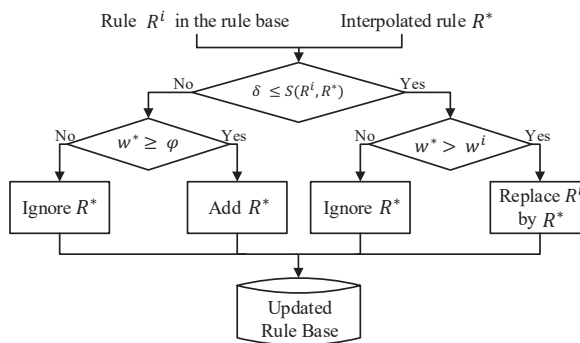 Rule R^i in the rule base
Interpolated rule R*
δ ≤ S(R^i, R*)
No
Yes
w* ≥ φ
No
Yes
w* > w^i
No
Yes
Ignore R*
Add R*
Ignore R*
Replace R^i
by R*
Updated
Rule Base